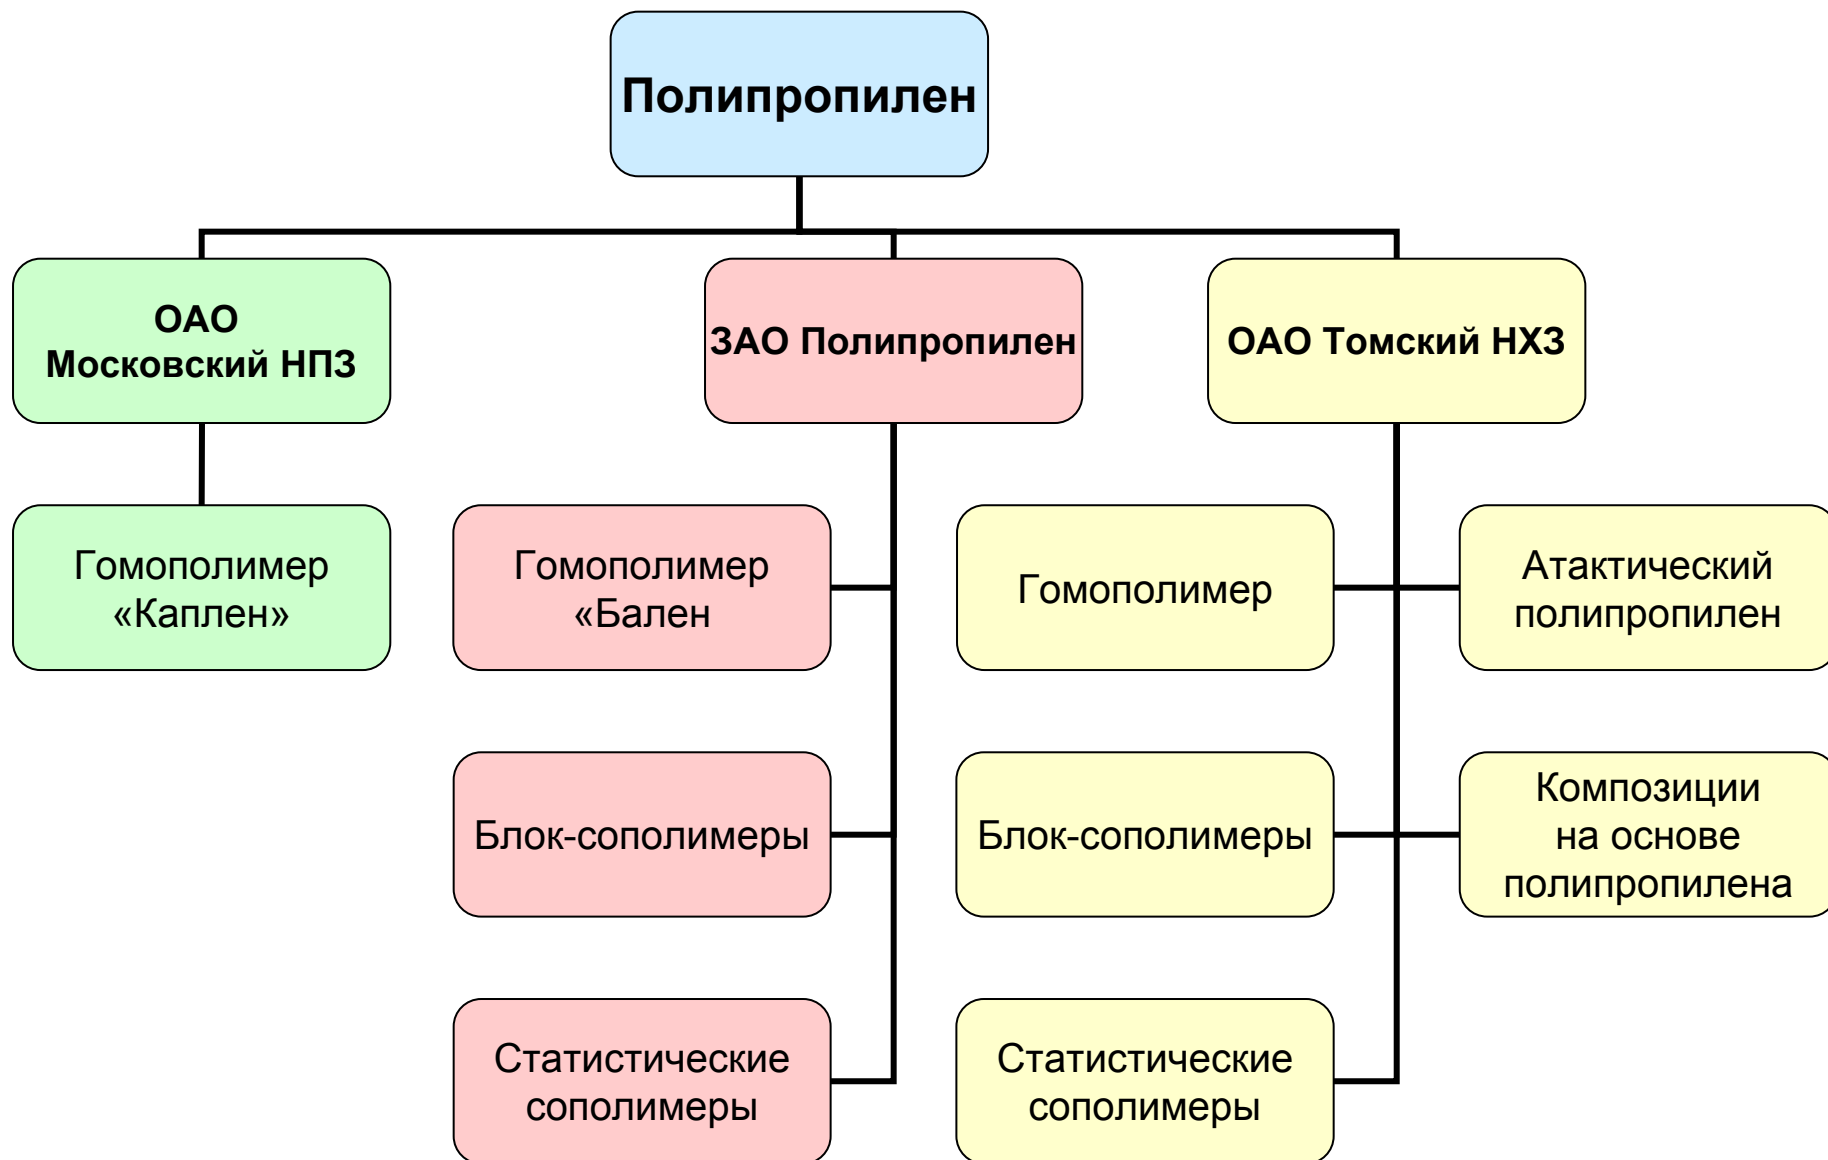 Полипропилен
ОАО
Московский НПЗ
ЗАО Полипропилен
ОАО Томский НХЗ
Гомополимер
«Каплен»
Гомополимер
«Бален
Гомополимер
Атактический
полипропилен
Блок-сополимеры
Блок-сополимеры
Композиции
на основе
полипропилена
Статистические
сополимеры
Статистические
сополимеры